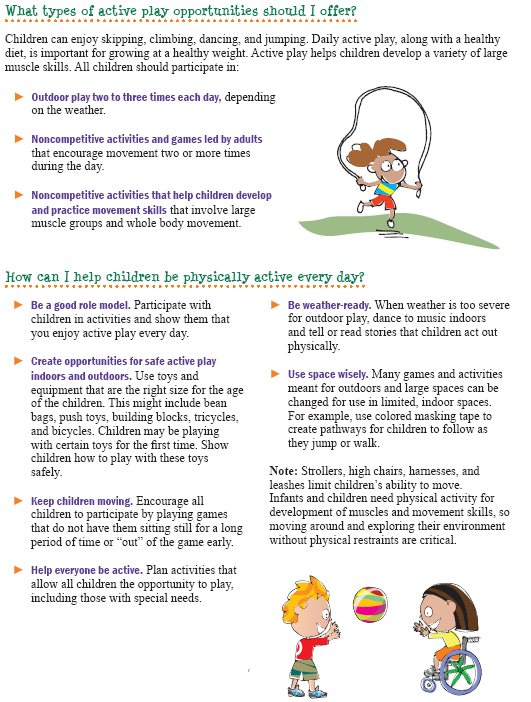 What types of active play opportunities should I offer?
Children can enjoy skipping, climbing, dancing, and jumping. Daily active play, along with a healthy
diet, is important for growing at a healthy weight. Active play helps children develop a variety of large
muscle skills. All children should participate in:
Outdoor play two to three times each day, depending
on the weather.
Noncompetitive activities and games led by adults
that encourage movement two or more times
during the day.
Noncompetitive activities that help children develop
and practice movement skills that involve large
muscle groups and whole body movement.
How can I help children be physically active every day?
Be a good role model. Participate with
children in activities and show them that
you enjoy active play every day.
Create opportunities for safe active play
indoors and outdoors. Use toys and
equipment that are the right size for the age
of the children. This might include bean
bags, push toys, building blocks, tricycles,
and bicycles. Children may be playing
with certain toys for the first time. Show
children how to play with these toys
safely.
Keep children moving. Encourage all
children to participate by playing games
that do not have them sitting still for a long
period of time or “out” of the game early.
Help everyone be active. Plan activities that
allow all children the opportunity to play,
including those with special needs.
Be weather-ready. When weather is too severe
for outdoor play, dance to music indoors
and tell or read stories that children act out
physically.
Use space wisely. Many games and activities
meant for outdoors and large spaces can be
changed for use in limited, indoor spaces.
For example, use colored masking tape to
create pathways for children to follow as
they jump or walk.
Note: Strollers, high chairs, harnesses, and
leashes limit children’s ability to move.
Infants and children need physical activity for
development of muscles and movement skills, so
moving around and exploring their environment
without physical restraints are critical.